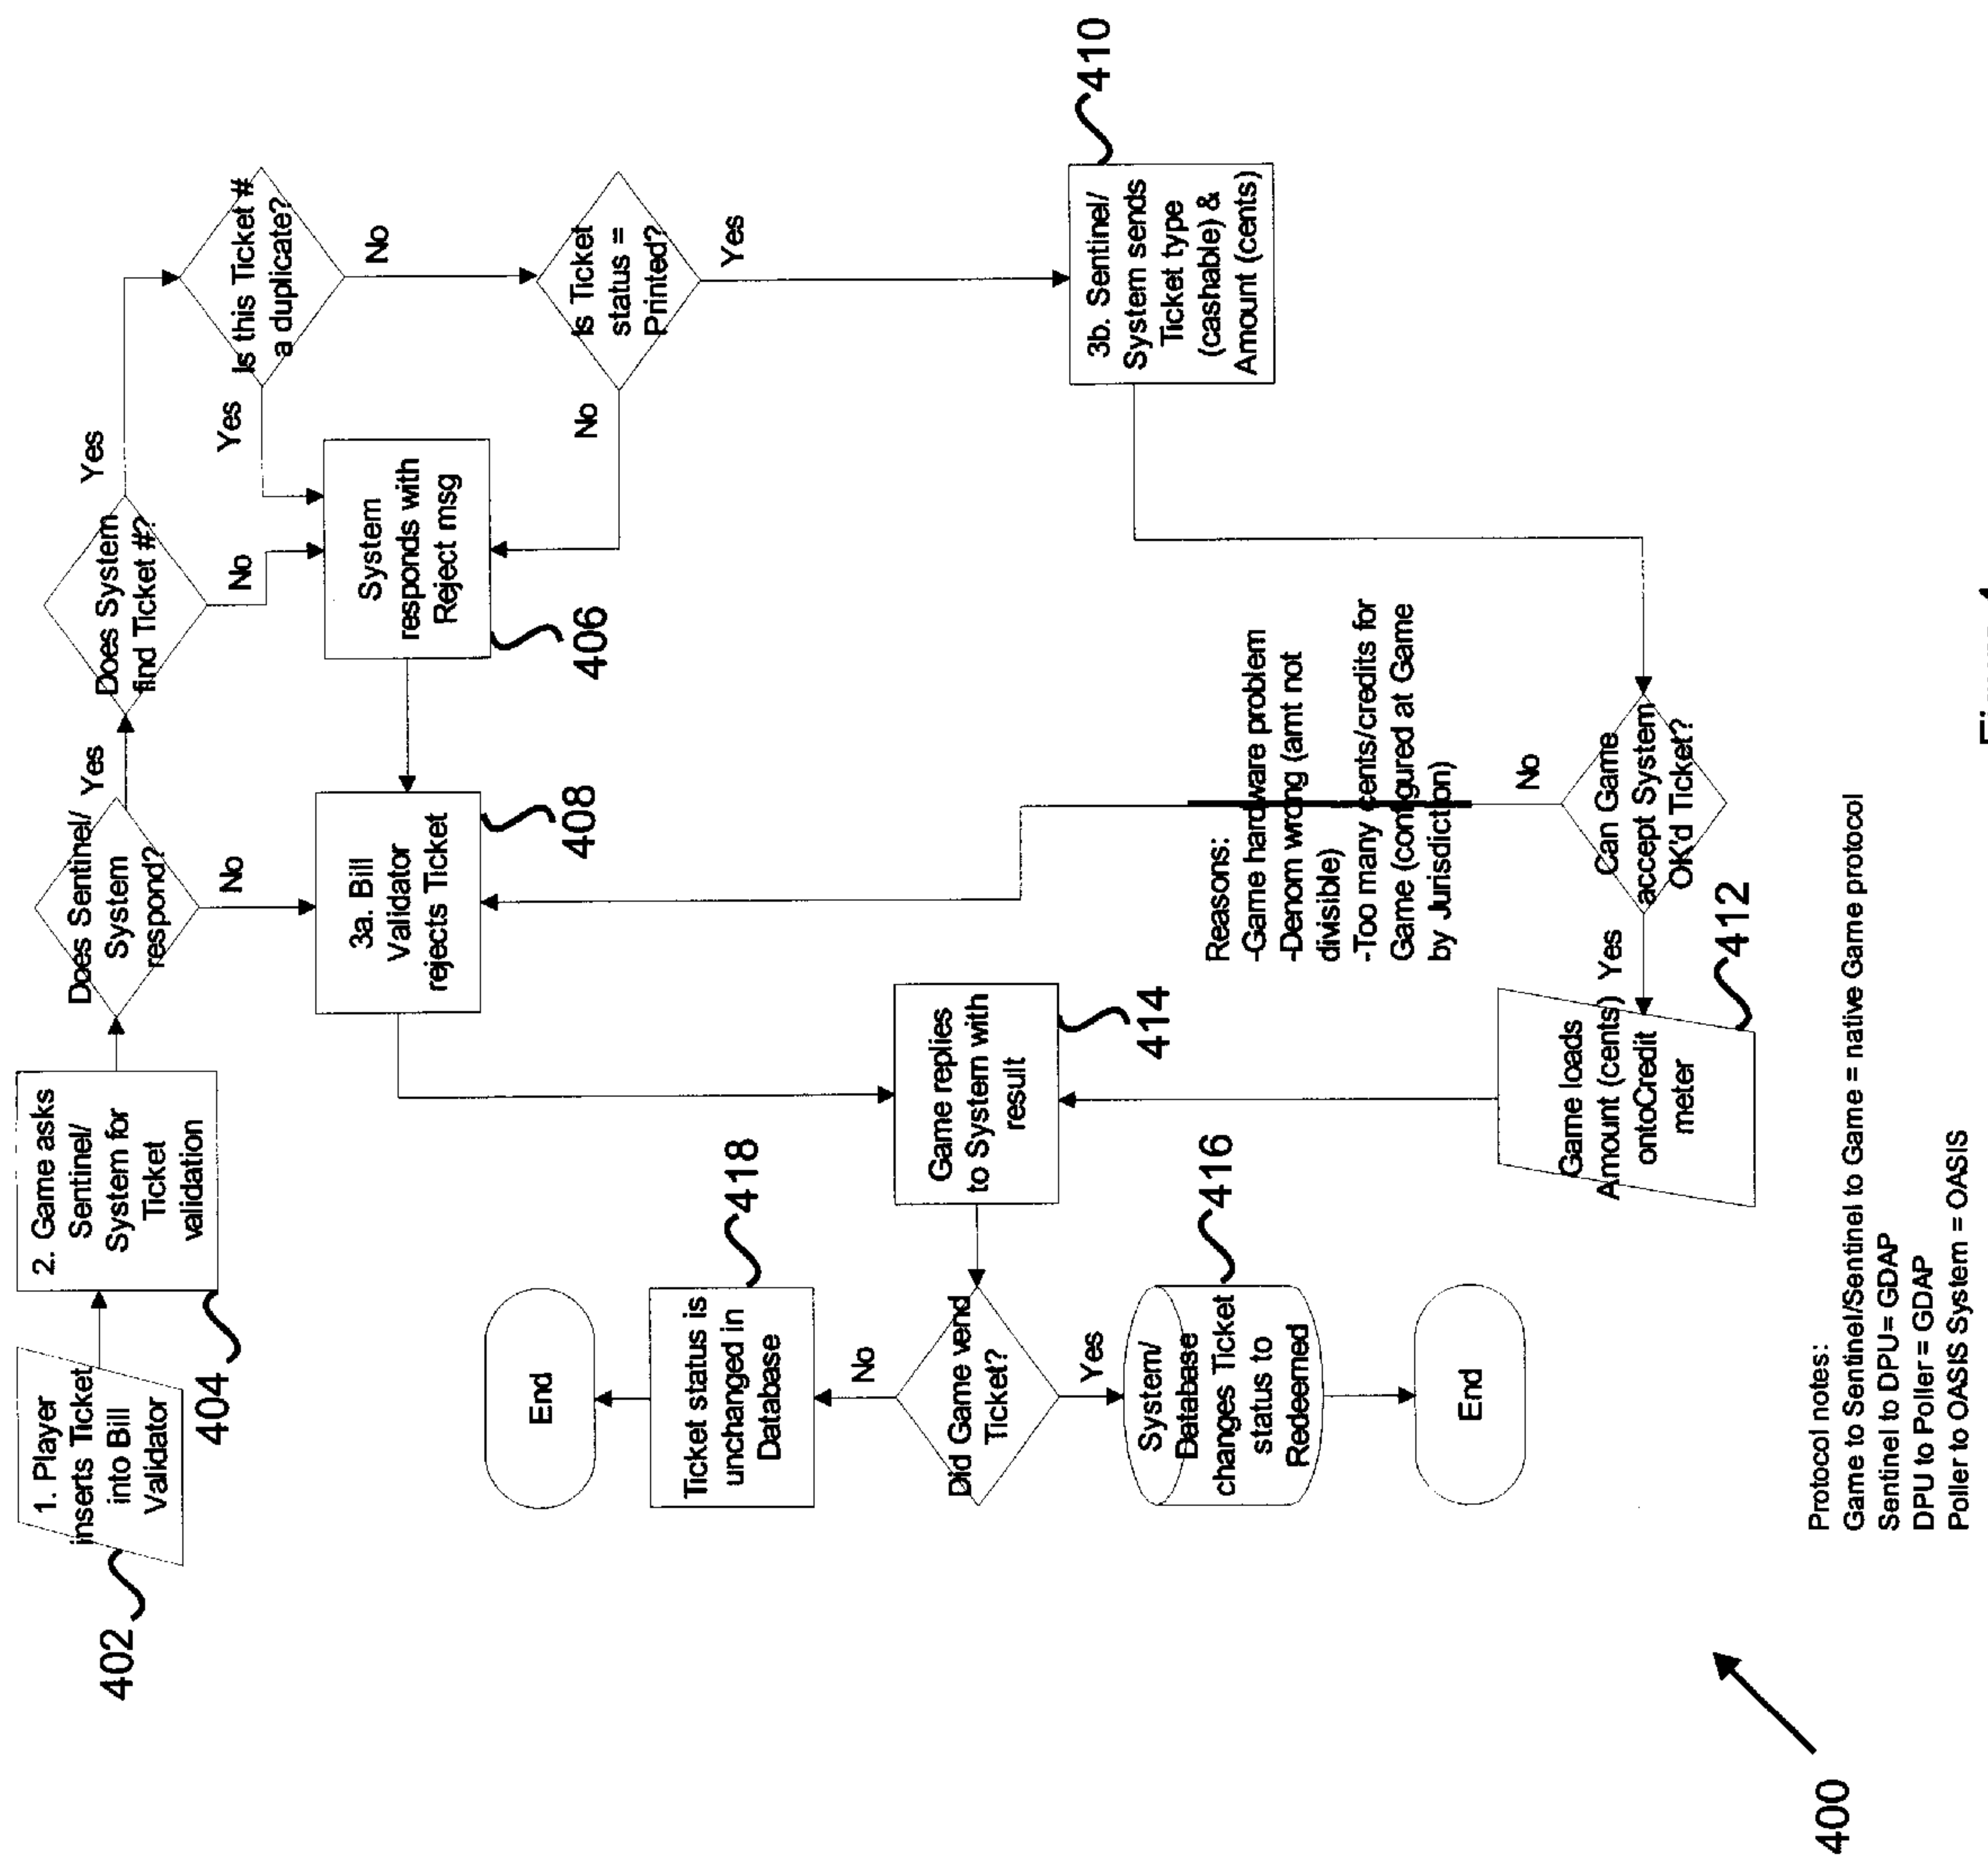 1. Player
inserts Ticket
into Bill
Validator
402
2. Game asks
Sentinel/
System for
Ticket
validation
404
Does Sentinel/
System
respond?
Yes
No
Does System
find Ticket #?
Yes
No
Is this Ticket #
a duplicate?
Yes
No
Is Ticket
status =
Printed?
No
Yes
System
responds with
Reject msg
406
3a. Bill
Validator
rejects Ticket
408
3b. Sentinel/
System sends
Ticket type
(cashable) &
Amount (cents)
410
Can Game
accept System
OK'd Ticket?
No
Yes
Reasons:
-Game hardware problem
-Denom wrong (amt not
divisible)
-Too many cents/credits for
Game (configured at Game
by Jurisdiction)
Game loads
Amount (cents)
ontoCredit
meter
412
Game replies
to System with
result
414
Did Game vend
Ticket?
No
Yes
Ticket status is
unchanged in
Database
418
End
System/
Database
changes Ticket
status to
Redeemed
416
End
Protocol notes:
Game to Sentinel/Sentinel to Game = native Game protocol
Sentinel to DPU= GDAP
DPU to Poller = GDAP
Poller to OASIS System = OASIS
400